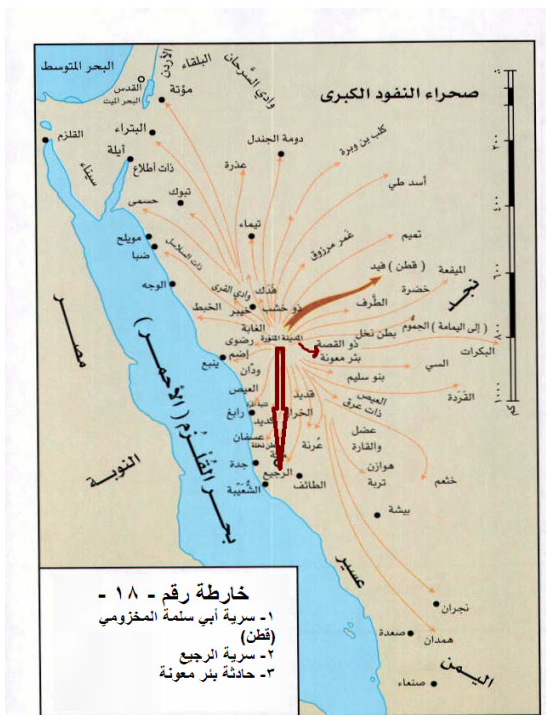 البحر المتوسط
الأردن
البلقاء
وادي السرحان
القدس
البحر الميت
مؤتة
صحراء النفود الكبرى
القلزم
البتراء
أيلة
ذات أطلاع
سيناء
دومة الجندل
كلب بن وبرة
عذرة
أسد طي
تبوك
حسمى
تيماء
غمر مرزوق
تميم
مويلح
ضبا
ذات السلاسل
فيد
( قطن )
الميفعة
الوجه
وادي القرى
فدك
خيبر
ذو خشب
الطرف
خضرة
نجد
الخبط
الغابة
المدينة المنورة
ذو القصة
بطن نخل
الجموم
( إلى اليمامة )
البكرات
رضوى
إضم
ينبع
بئر معونة
السي
ودان
بنو سليم
العيص
ذات عرق
القردة
العيص
قديد
رابغ
عسفان
عرنة
عضل
والقارة
هوازن
تربة
خثعم
جدة
الرجيع
الطائف
الشعيبة
بيشة
مصر
النوبة
بحر القلزم ( الأحمر )
عسير
نجران
صعدة
همدان
اليمن
صنعاء
٢٠٠
٤٠٠
٦٠٠
٨٠٠
١٠٠٠
خارطة رقم - ١٨ -
١- سرية أبي سلمة المخزومي
(قطن)
٢- سرية الرجيع
٣- حادثة بئر معونة